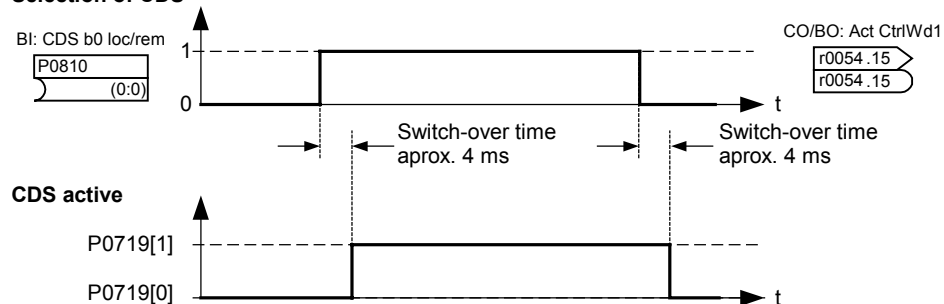 Selection of CDS
BI: CDS b0 loc/rem
P0810
(0:0)
CO/BO: Act CtrlWd1
r0054 .15
r0054 .15
1
0
t
Switch-over time
aprox. 4 ms
Switch-over time
aprox. 4 ms
CDS active
P0719[1]
P0719[0]
t